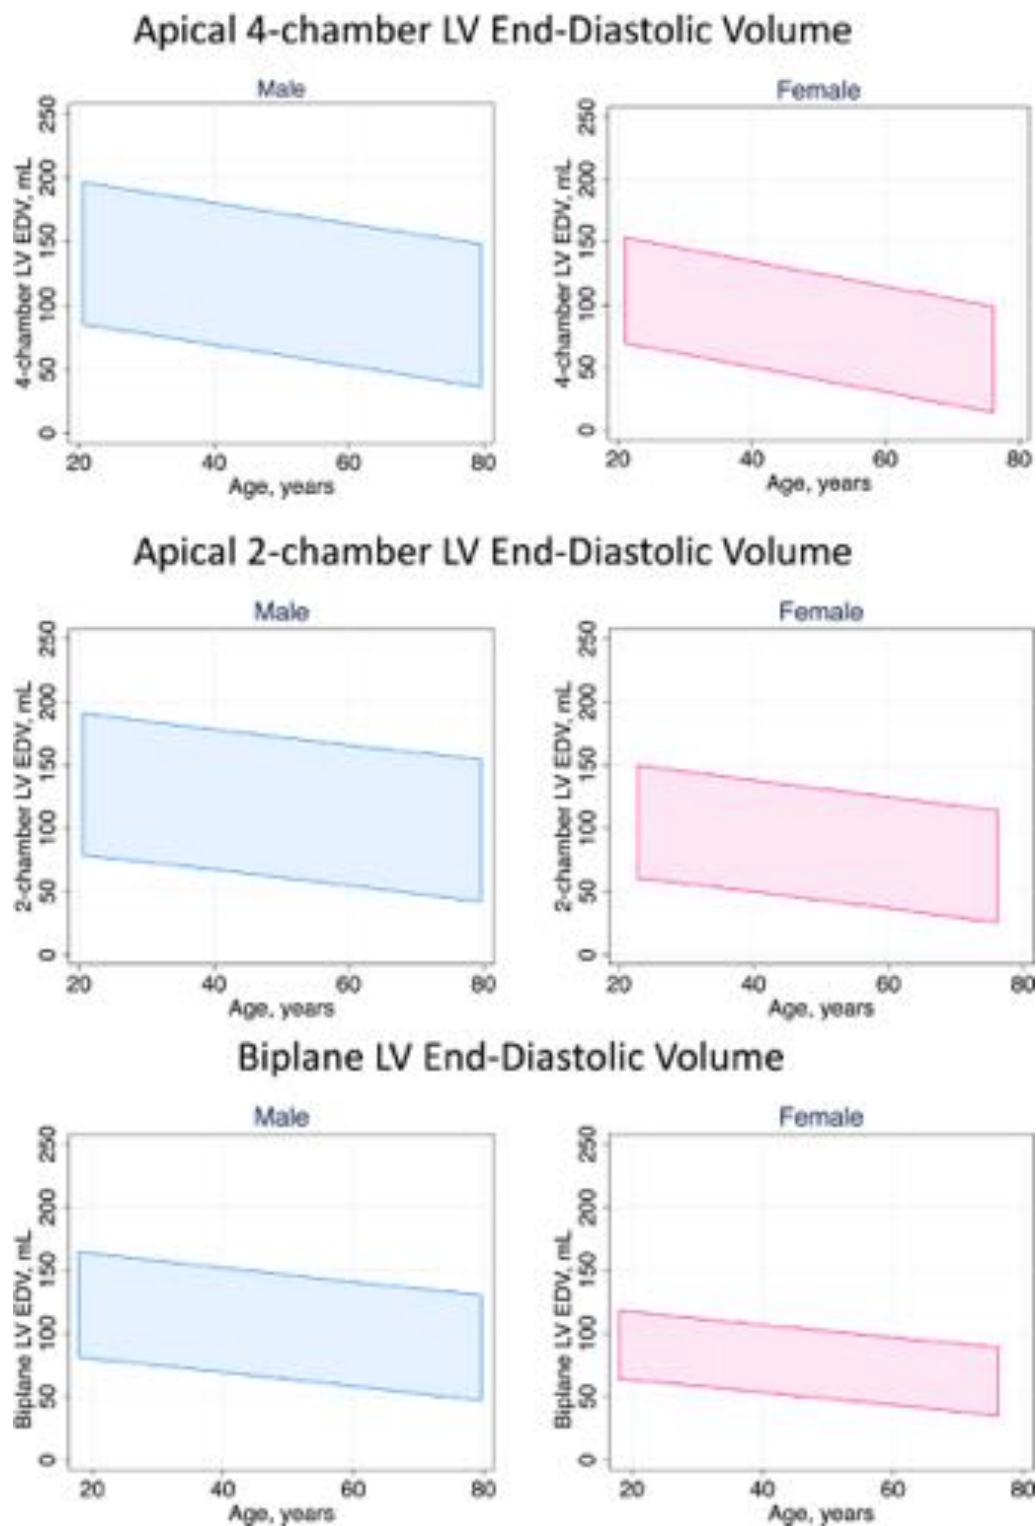 Apical 4-chamber LV End-Diastolic Volume
Male
Female
4-chamber LV EDV, mL
250
200
150
100
50
0
20 40 60 80
Age, years
4-chamber LV EDV, mL
250
200
150
100
50
0
20 40 60 80
Age, years
Apical 2-chamber LV End-Diastolic Volume
Male
Female
2-chamber LV EDV, mL
250
200
150
100
50
0
20 40 60 80
Age, years
2-chamber LV EDV, mL
250
200
150
100
50
0
20 40 60 80
Age, years
Biplane LV End-Diastolic Volume
Male
Female
Biplane LV EDV, mL
250
200
150
100
50
0
20 40 60 80
Age, years
Biplane LV EDV, mL
250
200
150
100
50
0
20 40 60 80
Age, years